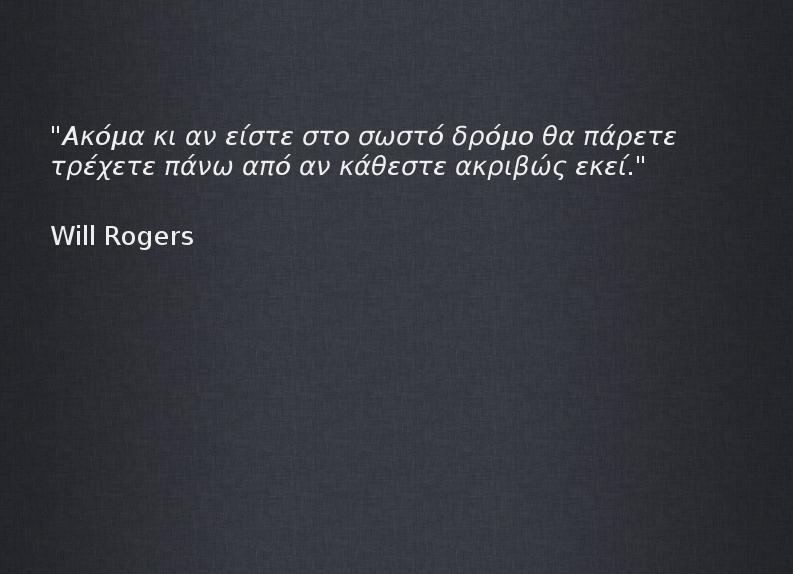 "Ακόμα κι αν είστε στο σωστό δρόμο θα πάρετε
τρέχετε πάνω από αν κάθεστε ακριβώς εκεί."
Will Rogers